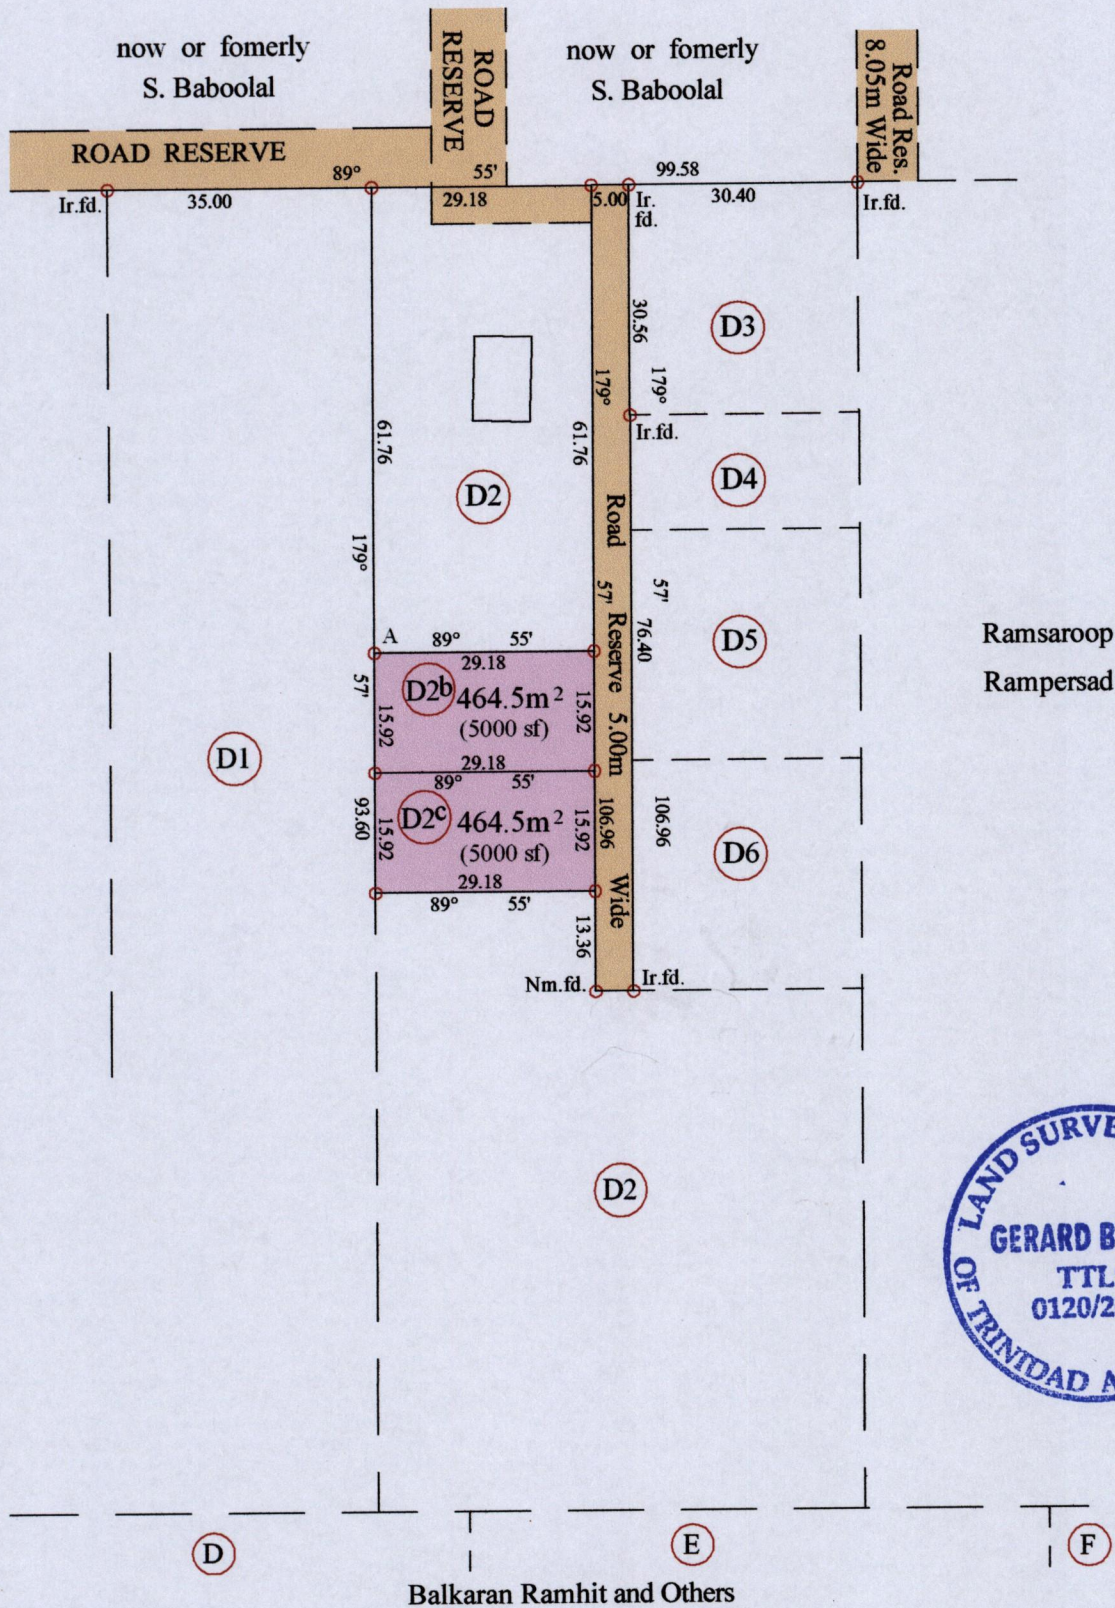 now or fomerly
S. Baboolal
ROAD
RESERVE
now or fomerly
S. Baboolal
Road Res.
8.05m Wide
ROAD RESERVE
89°
55'
99.58
Ir.fd.
35.00
29.18
5.00
Ir.
fd.
30.40
Ir.fd.
30.56
D3
179°
179°
Ir.fd.
61.76
61.76
D4
D2
Road Reserve 5.00m Wide
179°
57'
57'
76.40
D5
Ramsaroop
Rampersad
A
89°
55'
29.18
57'
D2b
464.5m²
(5000 sf)
15.92
15.92
D1
29.18
89°
55'
93.60
D2c
464.5m²
(5000 sf)
15.92
15.92
106.96
106.96
D6
29.18
89°
55'
13.36
Nm.fd.
Ir.fd.
D2
LAND SURVE
GERARD B
TTL
0120/2
OF TRINIDAD A
D
E
F
Balkaran Ramhit and Others